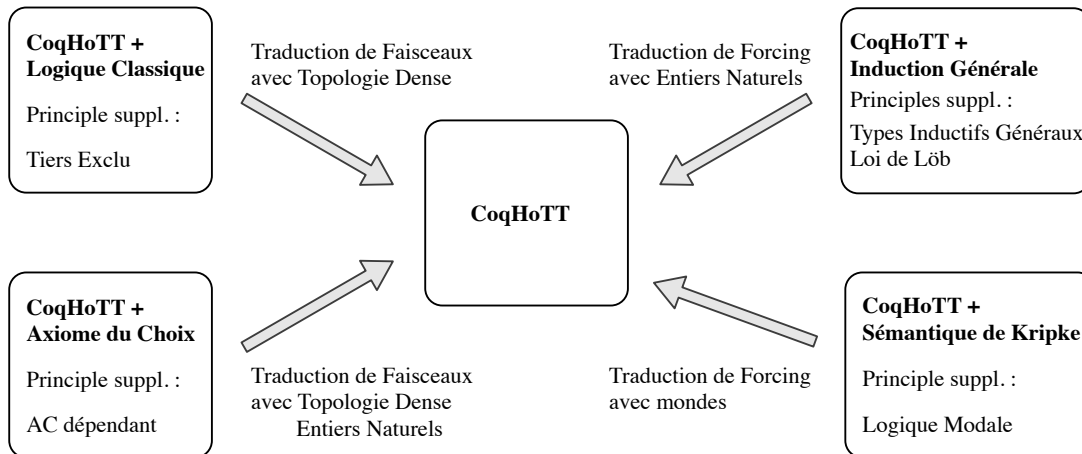 CoqHoTT +
Logique Classique
Principle suppl. :
Tiers Exclu
Traduction de Faisceaux
avec Topologie Dense
Traduction de Forcing
avec Entiers Naturels
CoqHoTT +
Induction Générale
Principles suppl. :
Types Inductifs Généraux
Loi de Löb
CoqHoTT
CoqHoTT +
Axiome du Choix
Principle suppl. :
AC dépendant
Traduction de Faisceaux
avec Topologie Dense
Entiers Naturels
Traduction de Forcing
avec mondes
CoqHoTT +
Sémantique de Kripke
Principle suppl. :
Logique Modale